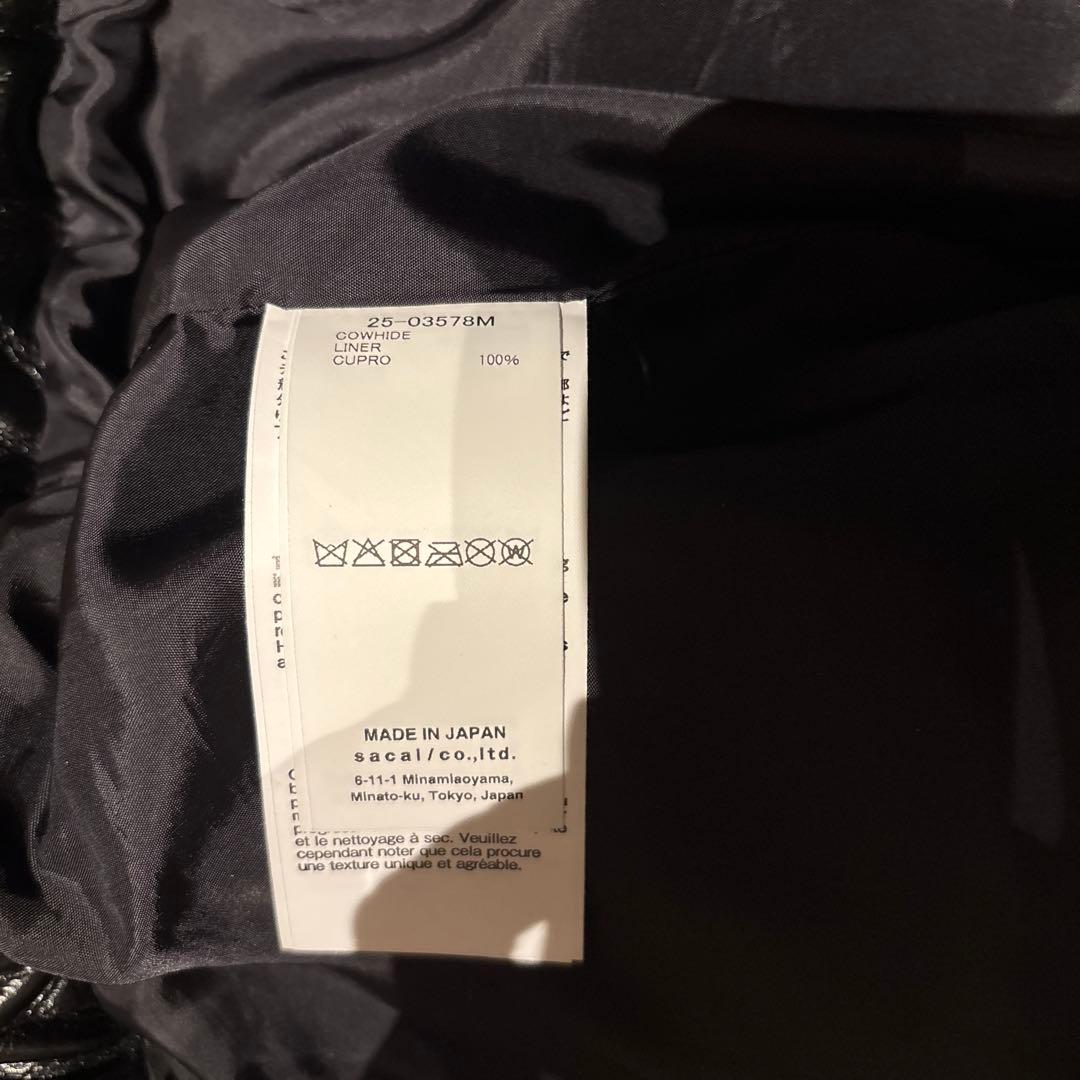 25-03578M
COWHIDE
LINER
CUPRO 100%
MADE IN JAPAN
sacai/co.,ltd.
6-11-1 Minamiaoyama,
Minato-ku, Tokyo, Japan
et le nettoyage à sec. Veuillez
cependant noter que cela procure
une texture unique et agréable.